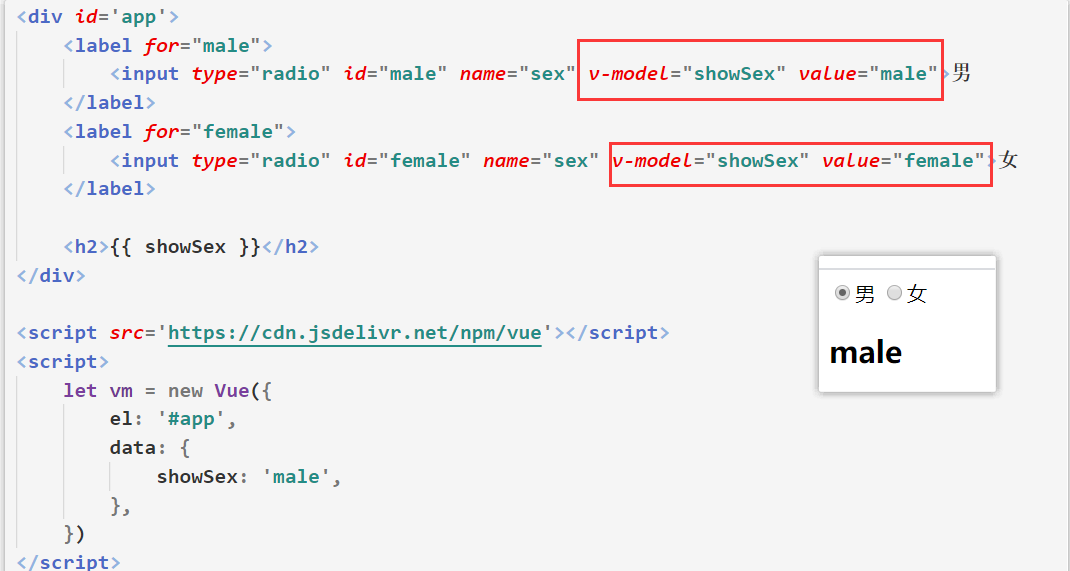 <div id='app'>
    <label for="male">
        <input type="radio" id="male" name="sex" v-model="showSex" value="male">男
    </label>
    <label for="female">
        <input type="radio" id="female" name="sex" v-model="showSex" value="female">女
    </label>

    <h2>{{ showSex }}</h2>
</div>

<script src='https://cdn.jsdelivr.net/npm/vue'></script>
<script>
    let vm = new Vue({
        el: '#app',
        data: {
            showSex: 'male',
        },
    })
</script>
男 女
male